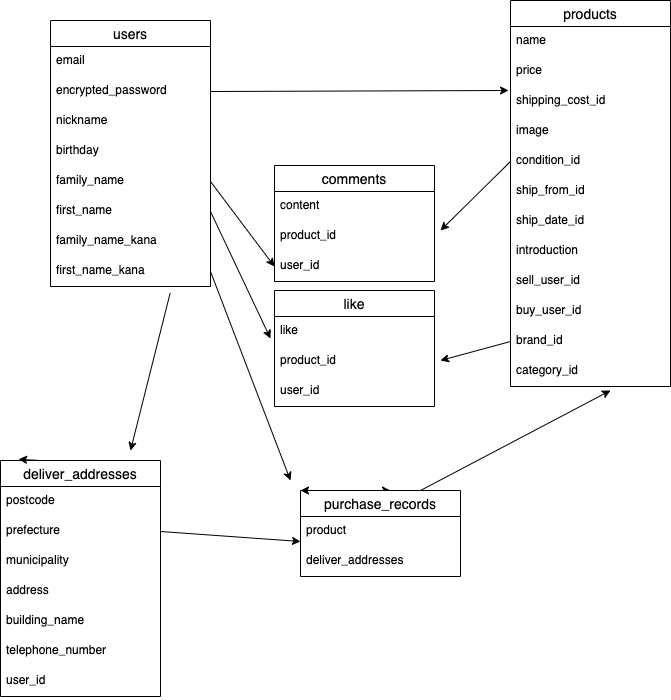 users
email
encrypted_password
nickname
birthday
family_name
first_name
family_name_kana
first_name_kana
products
name
price
shipping_cost_id
image
condition_id
ship_from_id
ship_date_id
introduction
sell_user_id
buy_user_id
brand_id
category_id
comments
content
product_id
user_id
like
like
product_id
user_id
deliver_addresses
postcode
prefecture
municipality
address
building_name
telephone_number
user_id
purchase_records
product
deliver_addresses